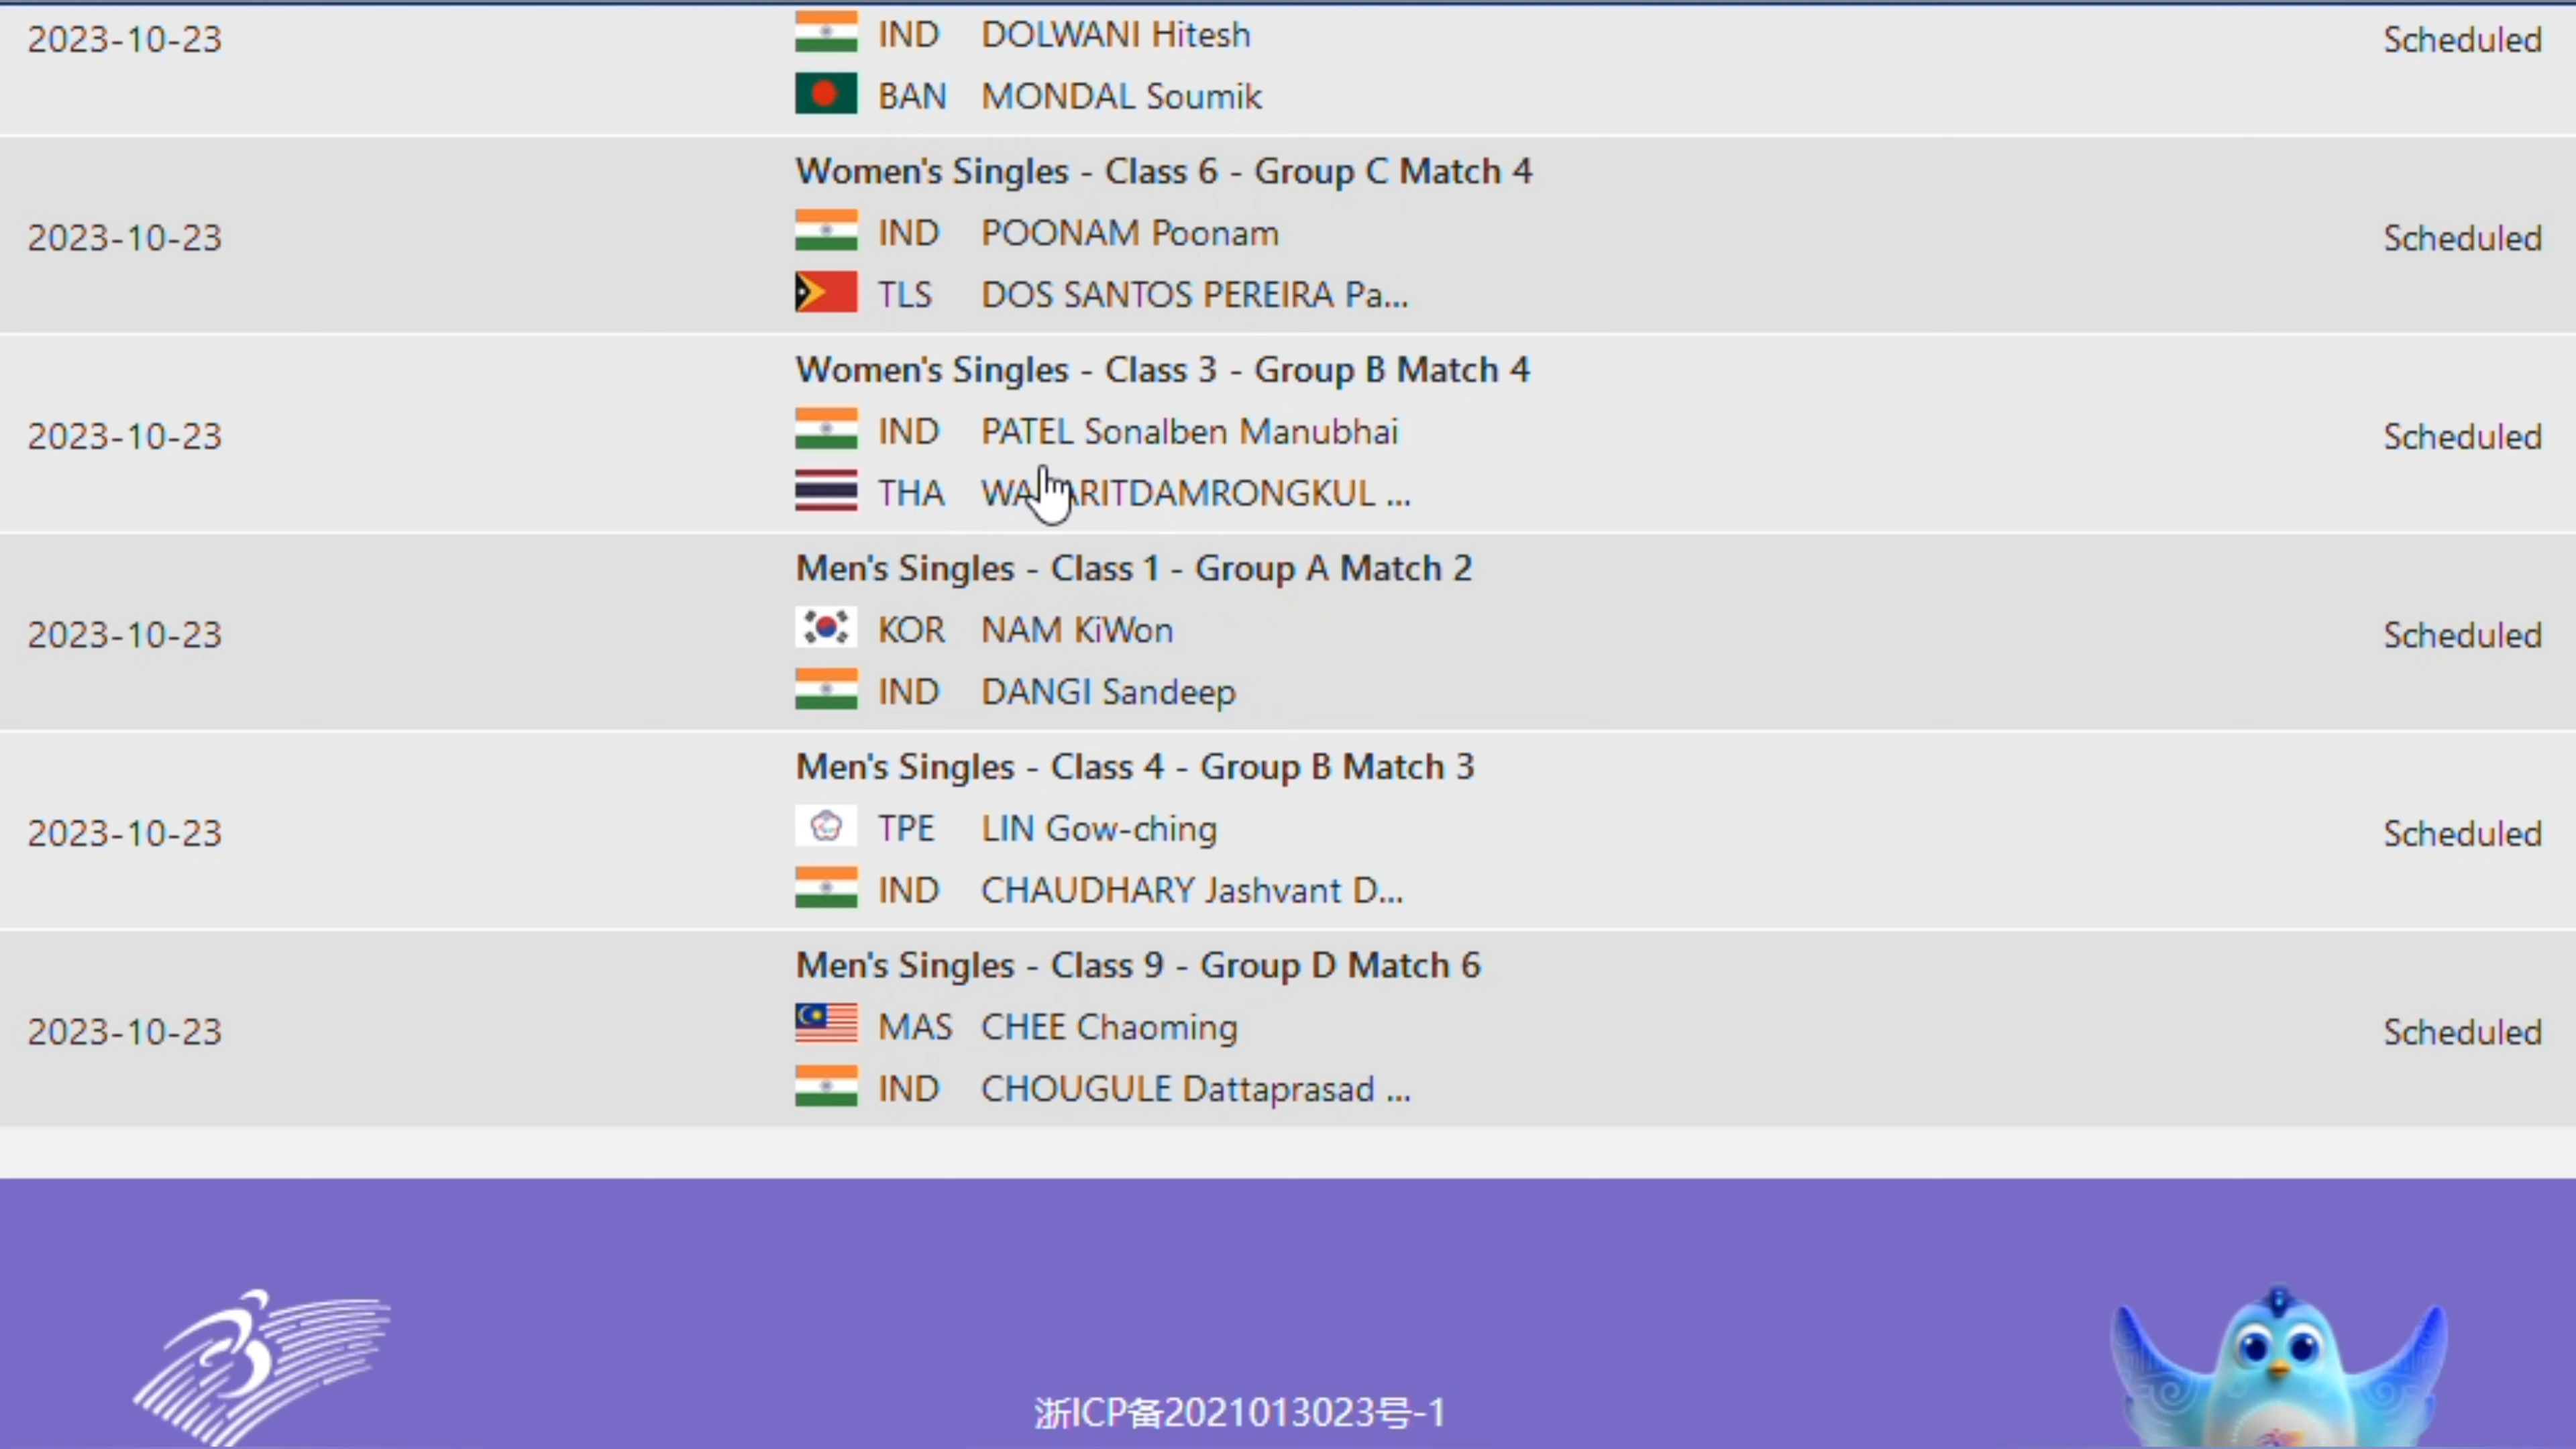 2023-10-23
IND DOLWANI Hitesh
Scheduled
BAN MONDAL Soumik
Women's Singles - Class 6 - Group C Match 4
2023-10-23
IND POONAM Poonam
Scheduled
TLS DOS SANTOS PEREIRA Pa...
Women's Singles - Class 3 - Group B Match 4
2023-10-23
IND PATEL Sonalben Manubhai
Scheduled
THA ...
Men's Singles - Class 1 - Group A Match 2
2023-10-23
KOR NAM KiWon
Scheduled
IND DANGI Sandeep
Men's Singles - Class 4 - Group B Match 3
2023-10-23
TPE LIN Gow-ching
Scheduled
IND CHAUDHARY Jashvant D...
Men's Singles - Class 9 - Group D Match 6
2023-10-23
MAS CHEE Chaoming
Scheduled
IND CHOUGULE Dattaprasad ...
浙ICP备2021013023号-1